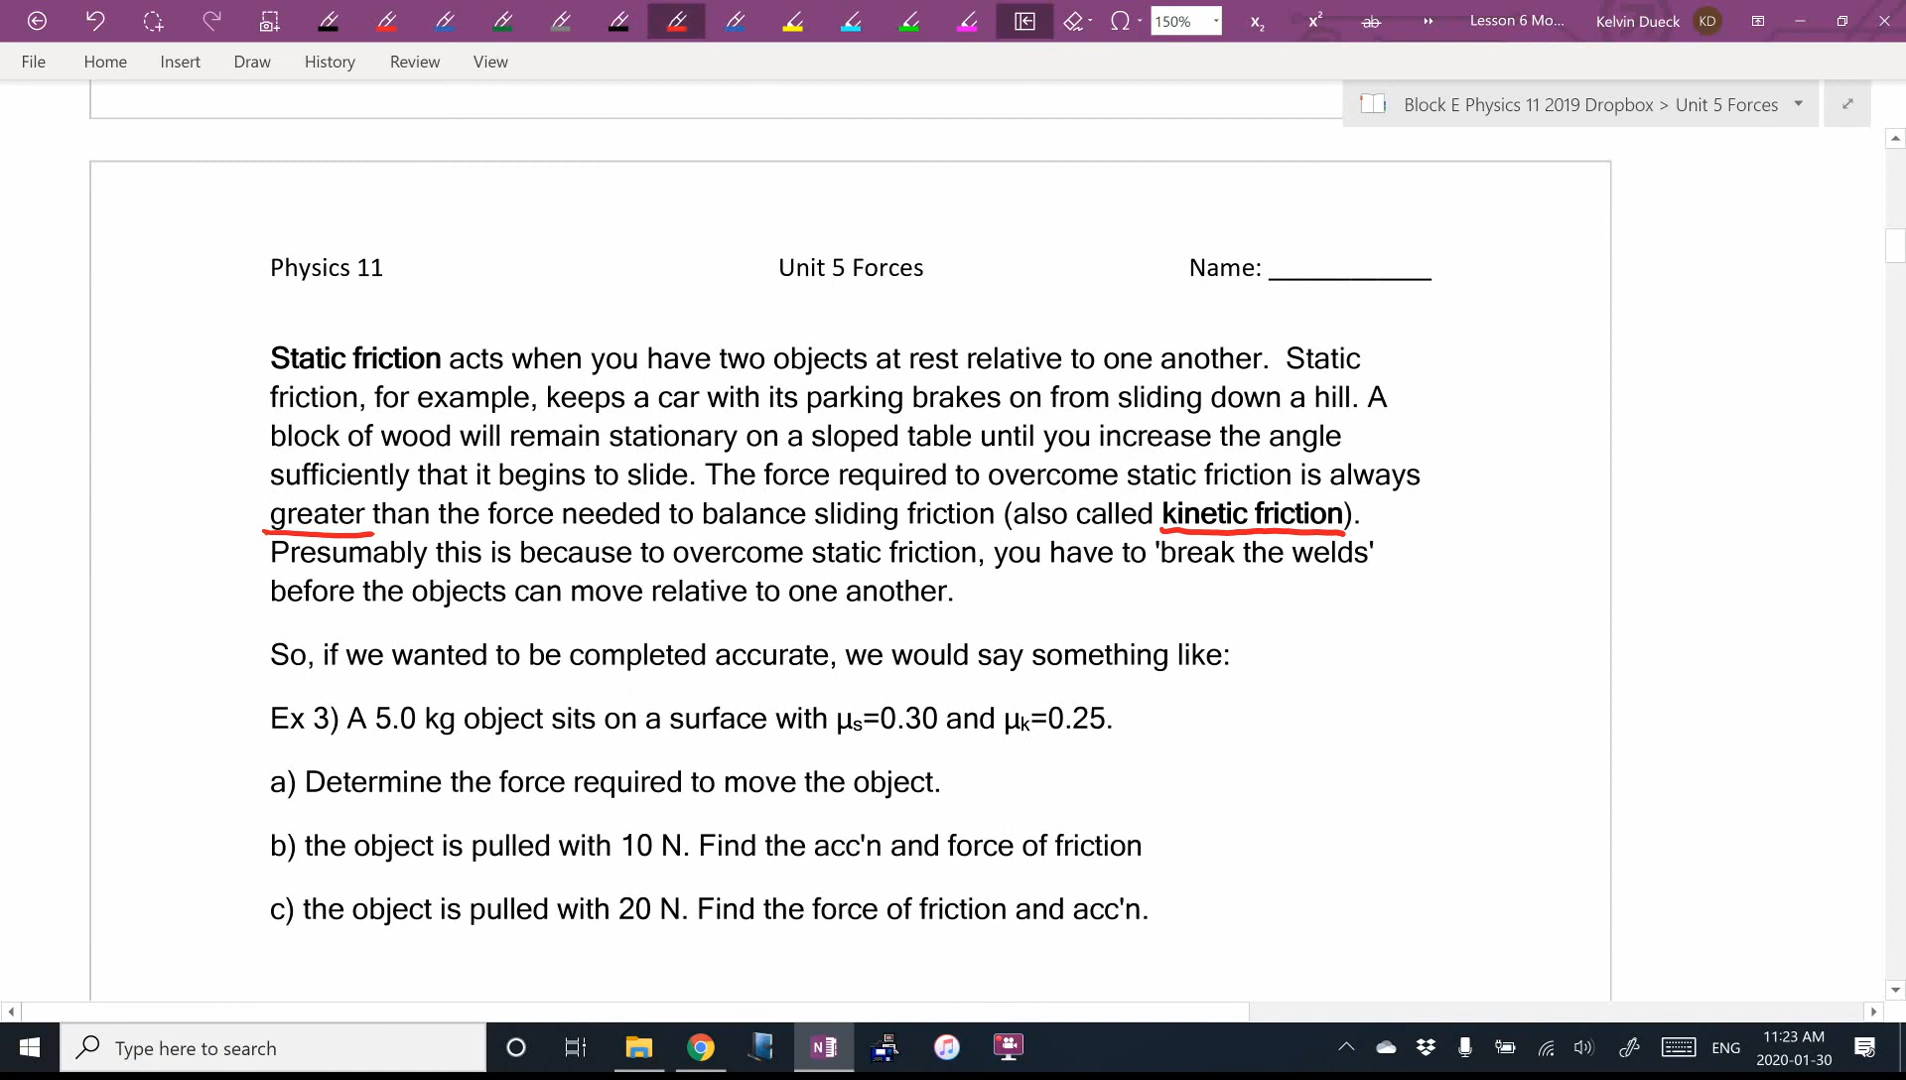 150%
x₂
x²
ab
Lesson 6 Mo...
Kelvin Dueck
KD
File
Home
Insert
Draw
History
Review
View
Block E Physics 11 2019 Dropbox > Unit 5 Forces
Physics 11
Unit 5 Forces
Name: ____________
Static friction acts when you have two objects at rest relative to one another.  Static
friction, for example, keeps a car with its parking brakes on from sliding down a hill. A
block of wood will remain stationary on a sloped table until you increase the angle
sufficiently that it begins to slide. The force required to overcome static friction is always
greater than the force needed to balance sliding friction (also called kinetic friction).
Presumably this is because to overcome static friction, you have to 'break the welds'
before the objects can move relative to one another.
So, if we wanted to be completed accurate, we would say something like:
Ex 3) A 5.0 kg object sits on a surface with μs=0.30 and μk=0.25.
a) Determine the force required to move the object.
b) the object is pulled with 10 N. Find the acc'n and force of friction
c) the object is pulled with 20 N. Find the force of friction and acc'n.
Type here to search
N
ENG
11:23 AM
2020-01-30